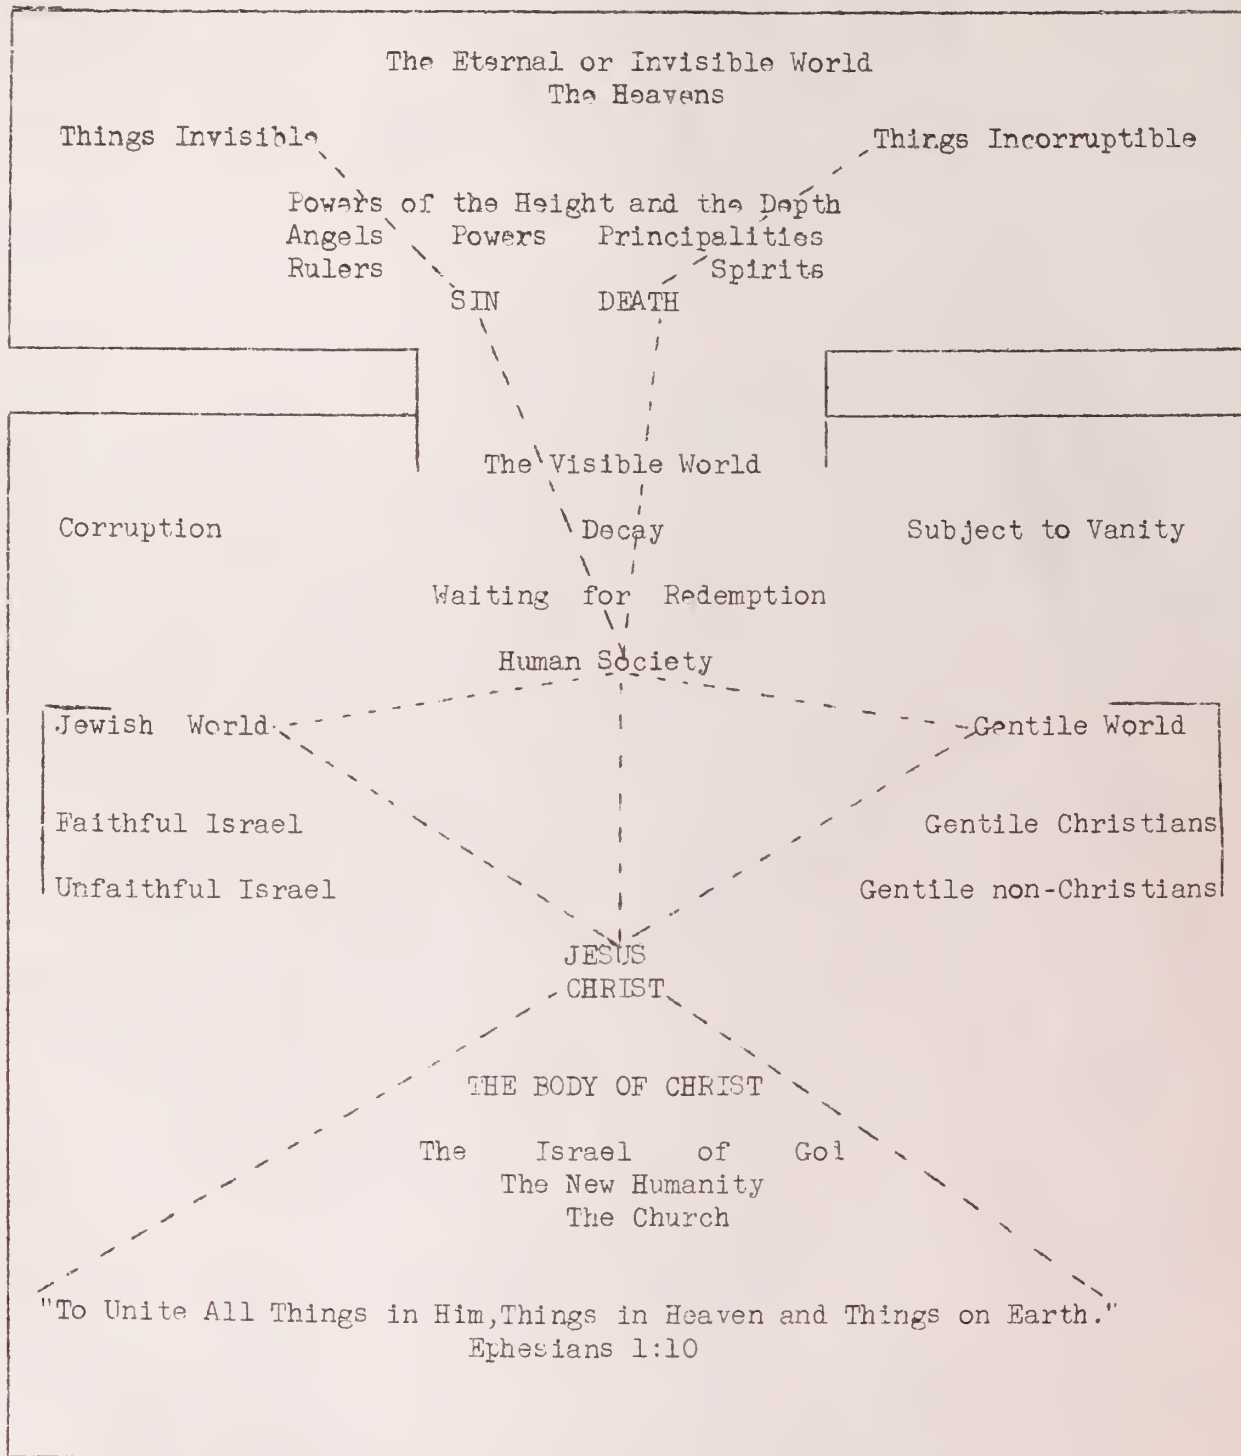 The Eternal or Invisible World
The Heavens
Things Invisible Things Incorruptible
Powers of the Height and the Depth
Angels Powers Principalities
Rulers Spirits
SIN DEATH
The Visible World
Corruption Decay Subject to Vanity
Waiting for Redemption
Human Society
Jewish World Gentile World
Faithful Israel Gentile Christians
Unfaithful Israel Gentile non-Christians
JESUS
CHRIST
THE BODY OF CHRIST
The Israel of God
The New Humanity
The Church
"To Unite All Things in Him,Things in Heaven and Things on Earth."
Ephesians 1:10